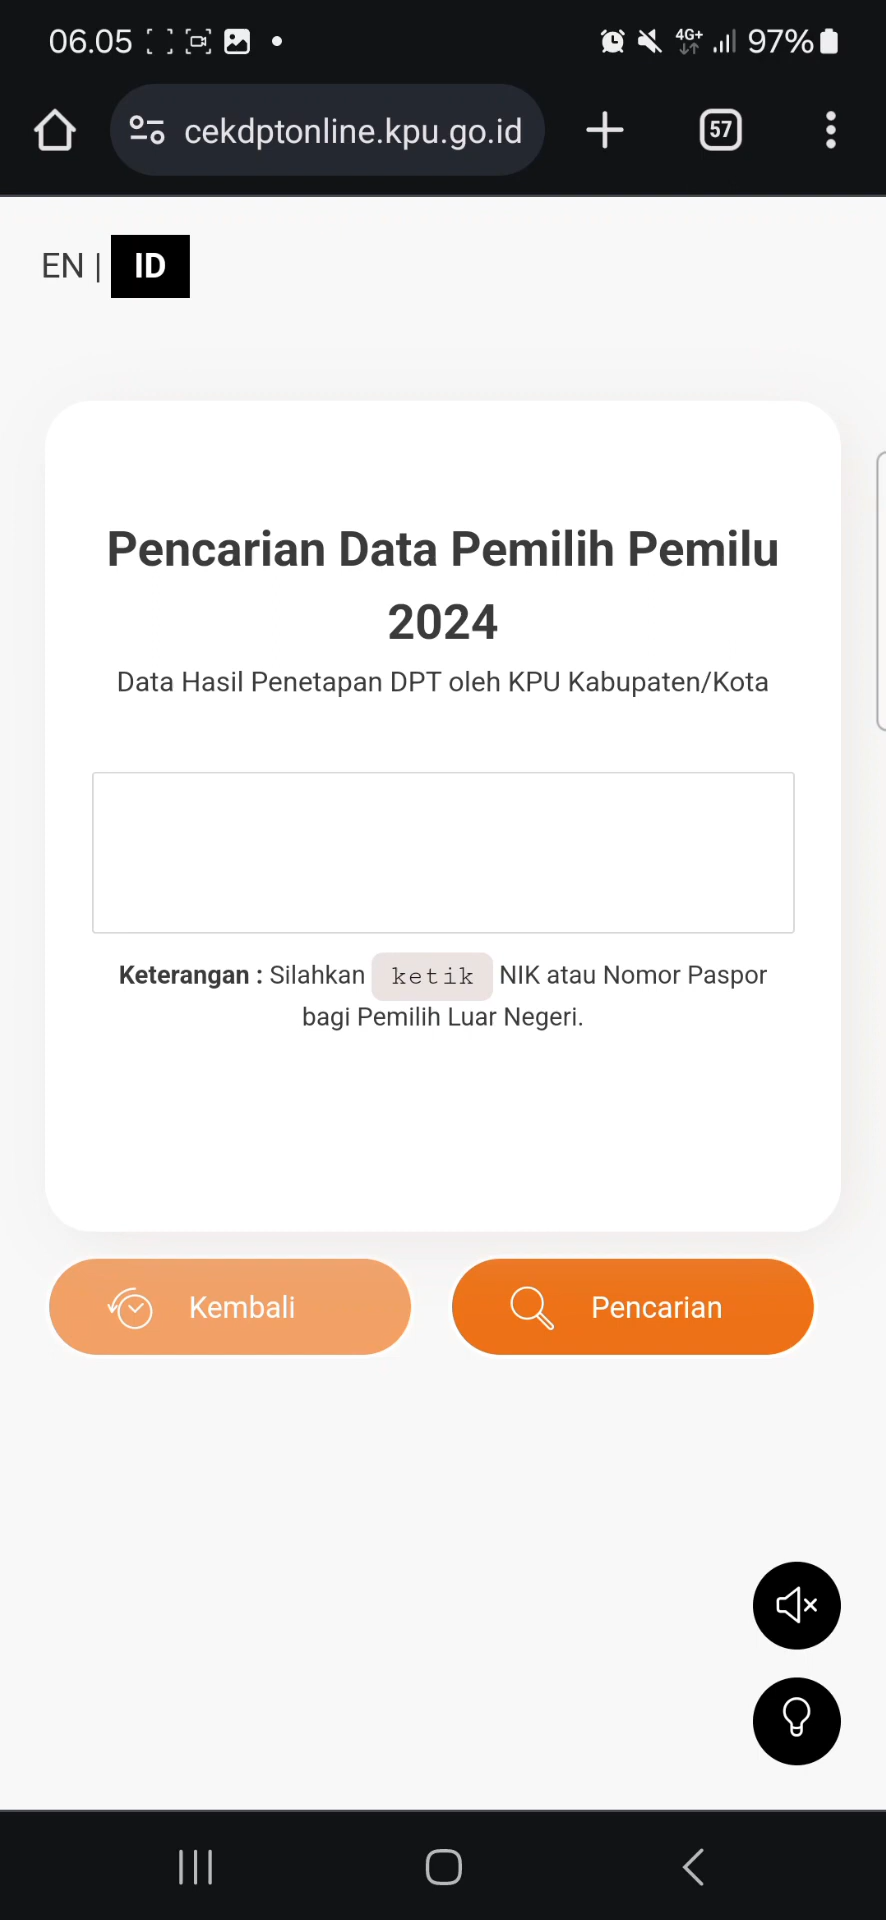 06.05
4G+ 97%
cekdptonline.kpu.go.id
57
EN | ID
Pencarian Data Pemilih Pemilu
2024
Data Hasil Penetapan DPT oleh KPU Kabupaten/Kota
Keterangan : Silahkan ketik NIK atau Nomor Paspor
bagi Pemilih Luar Negeri.
Kembali
Pencarian